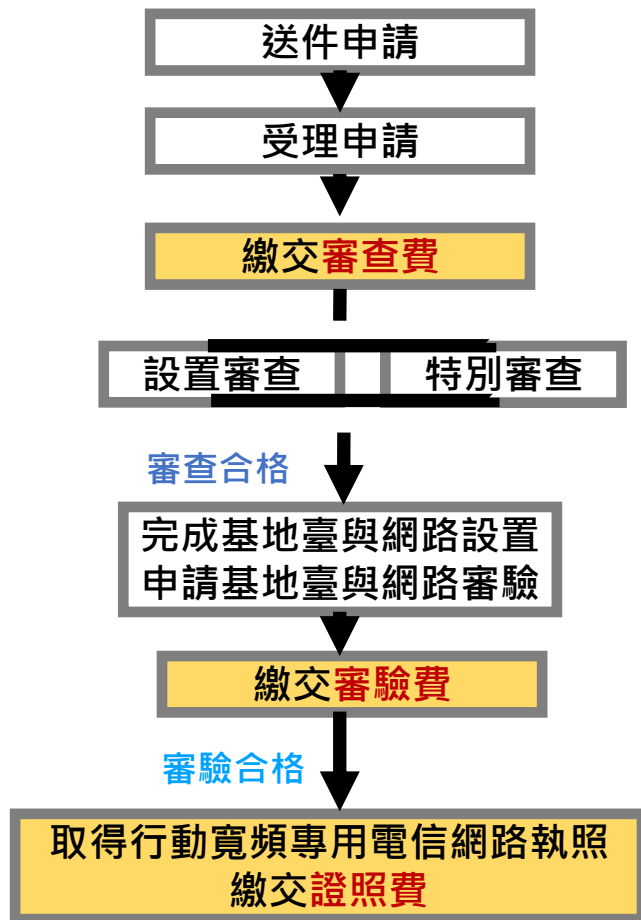 送件申請
受理申請
繳交審查費
設置審查
特別審查
審查合格
完成基地臺與網路設置
申請基地臺與網路審驗
繳交審驗費
審驗合格
取得行動寬頻專用電信網路執照
繳交證照費